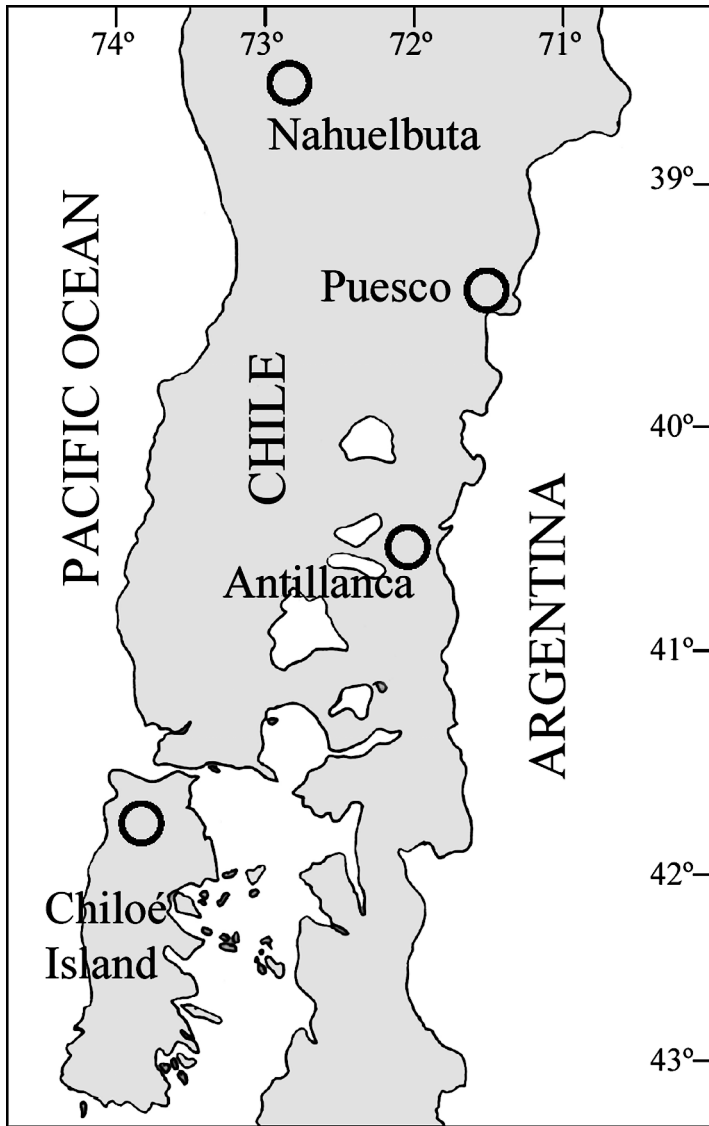 74º 73º 72º 71º
Nahuelbuta
39º
Puesco
PACIFIC OCEAN
CHILE
40º
ARGENTINA
Antillanca
41º
42º
Chiloé
Island
43º